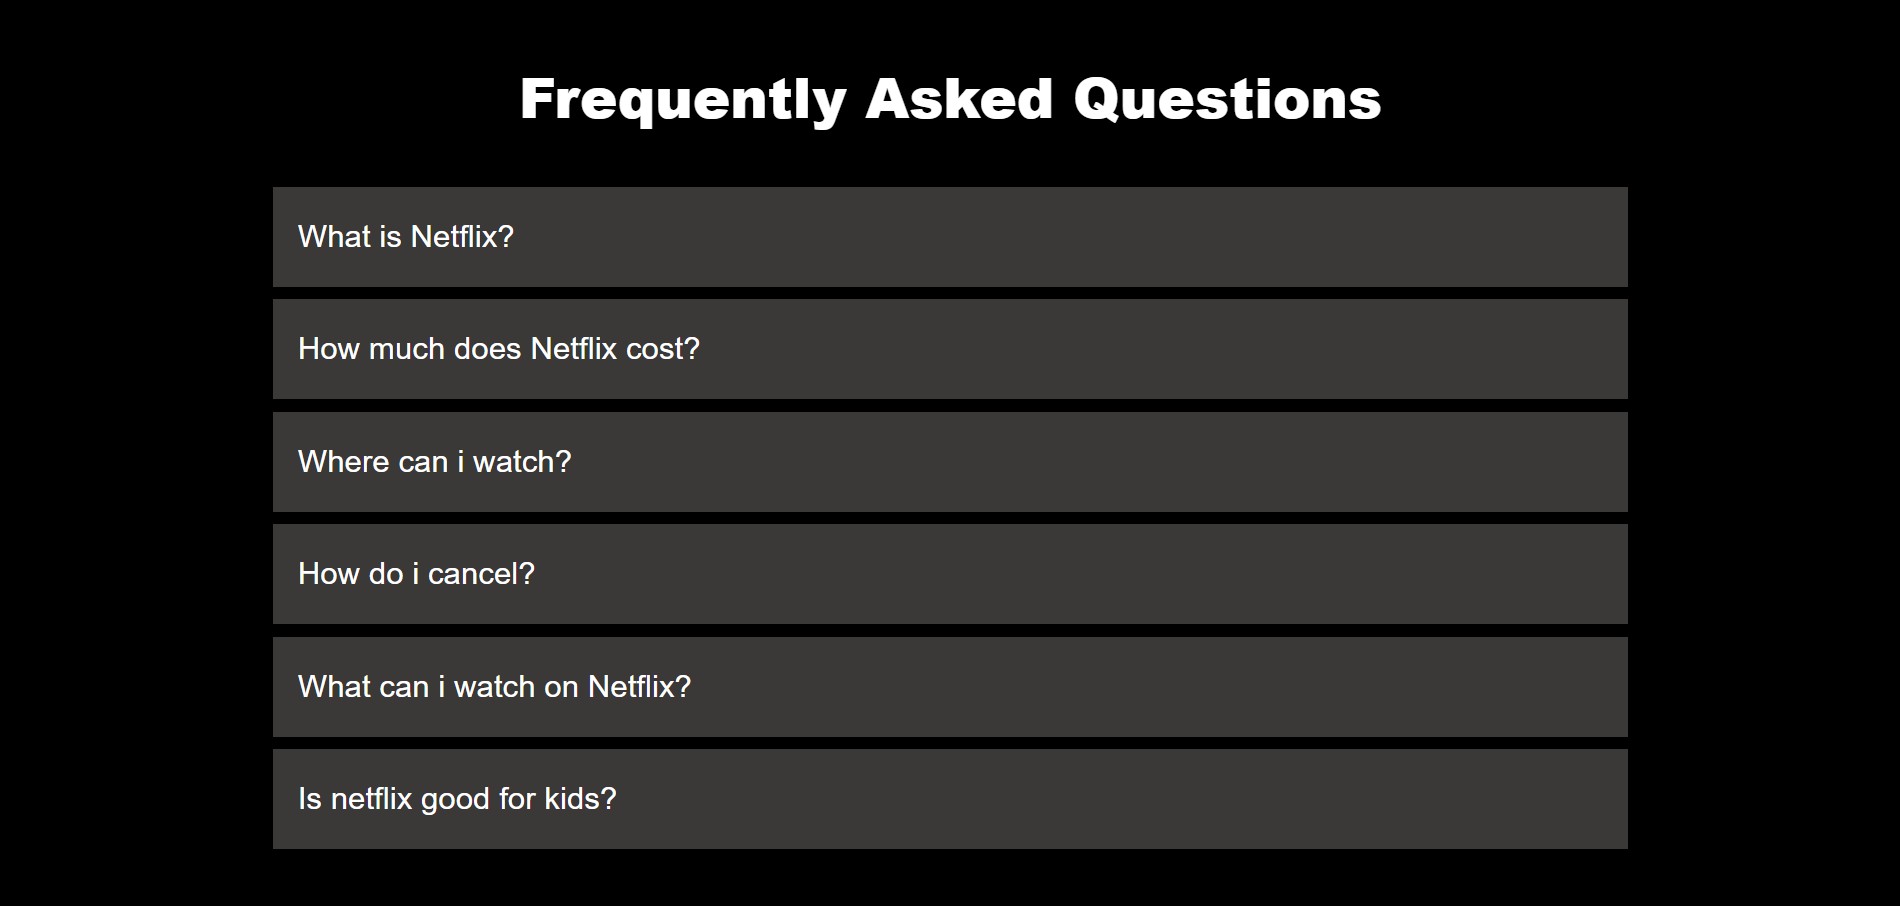 Frequently Asked Questions
What is Netflix?
How much does Netflix cost?
Where can i watch?
How do i cancel?
What can i watch on Netflix?
Is netflix good for kids?